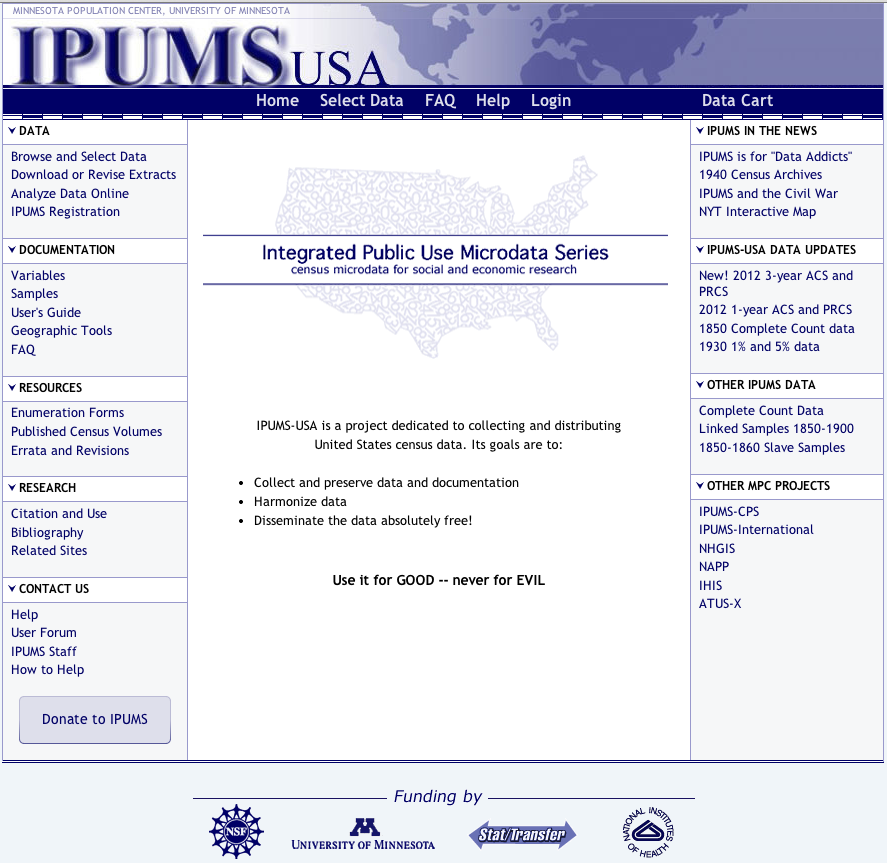 MINNESOTA POPULATION CENTER, UNIVERSITY OF MINNESOTA
IPUMS USA
Home Select Data FAQ Help Login Data Cart
DATA
Browse and Select Data
Download or Revise Extracts
Analyze Data Online
IPUMS Registration
DOCUMENTATION
Variables
Samples
User's Guide
Geographic Tools
FAQ
RESOURCES
Enumeration Forms
Published Census Volumes
Errata and Revisions
RESEARCH
Citation and Use
Bibliography
Related Sites
CONTACT US
Help
User Forum
IPUMS Staff
How to Help
Donate to IPUMS
Integrated Public Use Microdata Series
census microdata for social and economic research
IPUMS-USA is a project dedicated to collecting and distributing
United States census data. Its goals are to:
• Collect and preserve data and documentation
• Harmonize data
• Disseminate the data absolutely free!
Use it for GOOD -- never for EVIL
IPUMS IN THE NEWS
IPUMS is for "Data Addicts"
1940 Census Archives
IPUMS and the Civil War
NYT Interactive Map
IPUMS-USA DATA UPDATES
New! 2012 3-year ACS and
PRCS
2012 1-year ACS and PRCS
1850 Complete Count data
1930 1% and 5% data
OTHER IPUMS DATA
Complete Count Data
Linked Samples 1850-1900
1850-1860 Slave Samples
OTHER MPC PROJECTS
IPUMS-CPS
IPUMS-International
NHGIS
NAPP
IHIS
ATUS-X
Funding by
NSF
M
UNIVERSITY OF MINNESOTA
Stat/Transfer
NATIONAL INSTITUTES
OF HEALTH